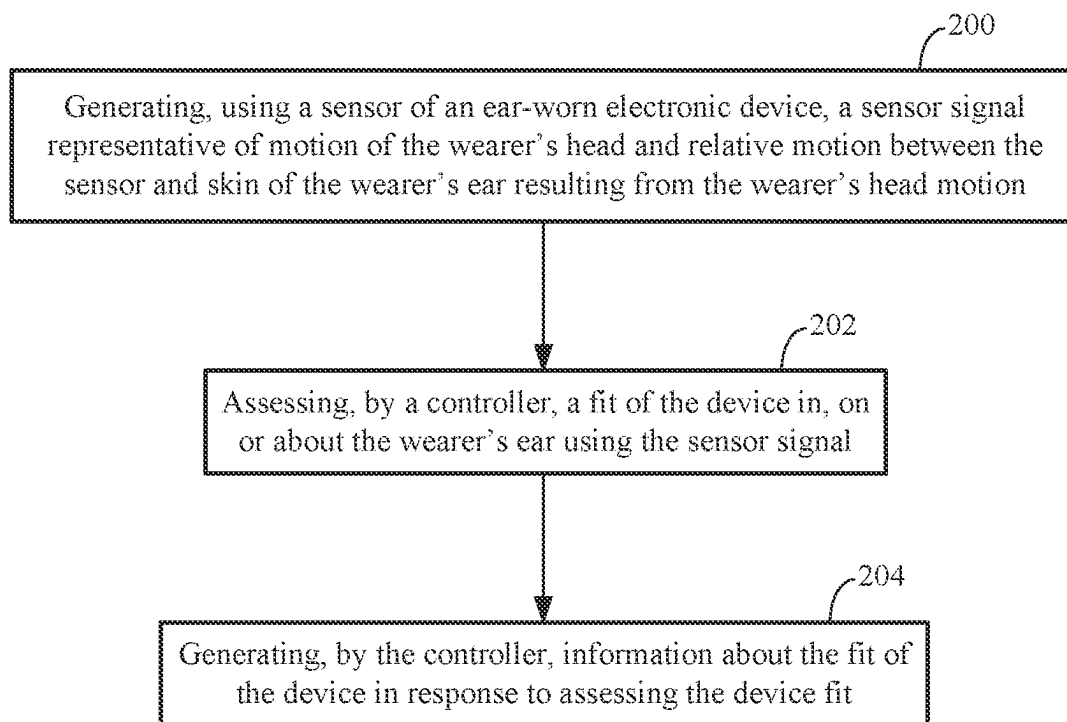 200
Generating, using a sensor of an ear-worn electronic device, a sensor signal
representative of motion of the wearer's head and relative motion between the
sensor and skin of the wearer's ear resulting from the wearer's head motion
202
Assessing, by a controller, a fit of the device in, on
or about the wearer's ear using the sensor signal
204
Generating, by the controller, information about the fit of
the device in response to assessing the device fit